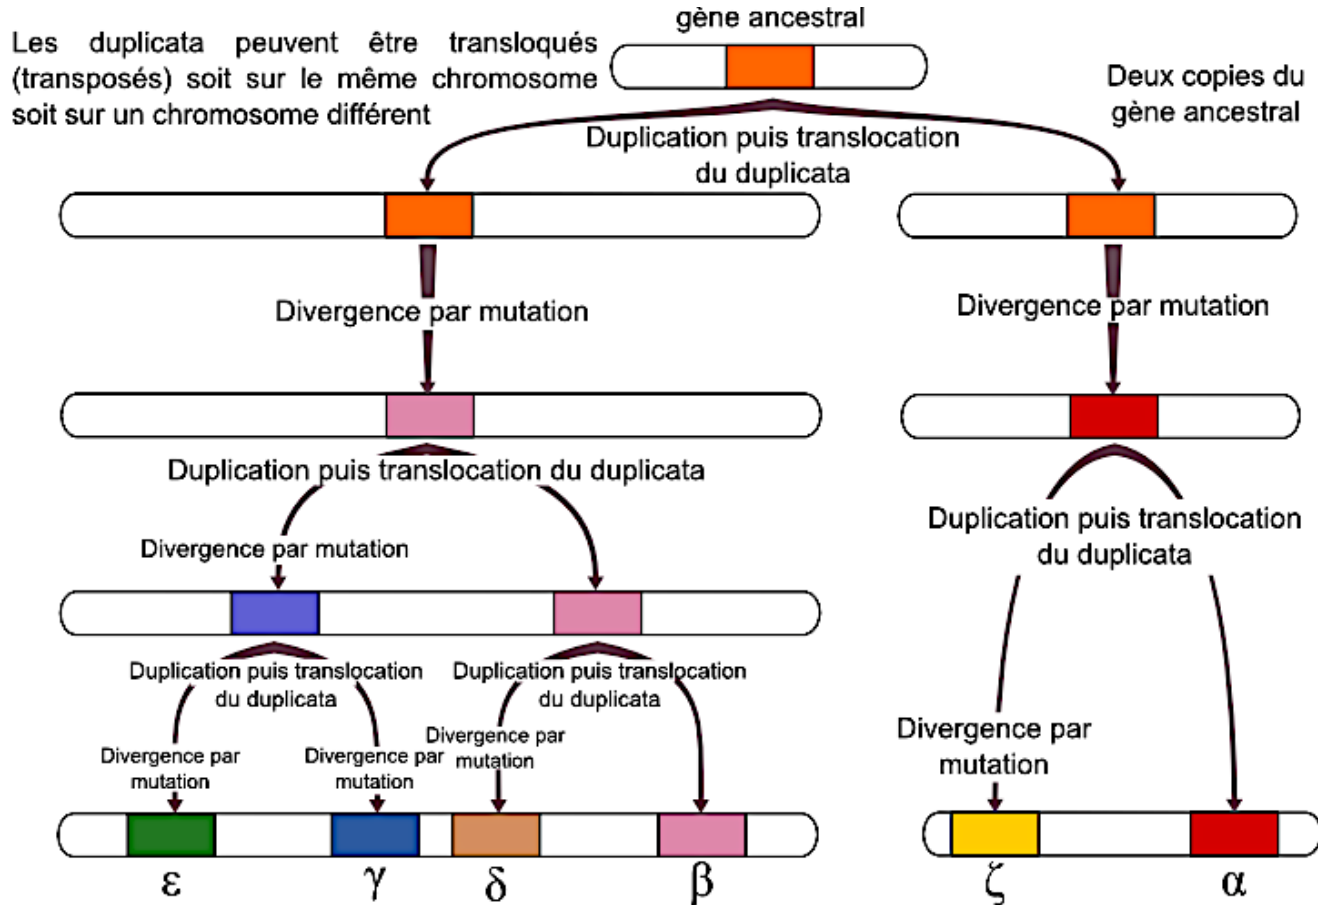 gène ancestral
Les duplicata peuvent être transloqués
(transposés) soit sur le même chromosome
soit sur un chromosome différent
Deux copies du
gène ancestral
Duplication puis translocation
du duplicata
Divergence par mutation
Divergence par mutation
Duplication puis translocation du duplicata
Duplication puis translocation
du duplicata
Divergence par mutation
Duplication puis translocation
du duplicata
Duplication puis translocation
du duplicata
Divergence par
mutation
Divergence par
mutation
Divergence par
mutation
Divergence par
mutation
ε γ δ β ζ α